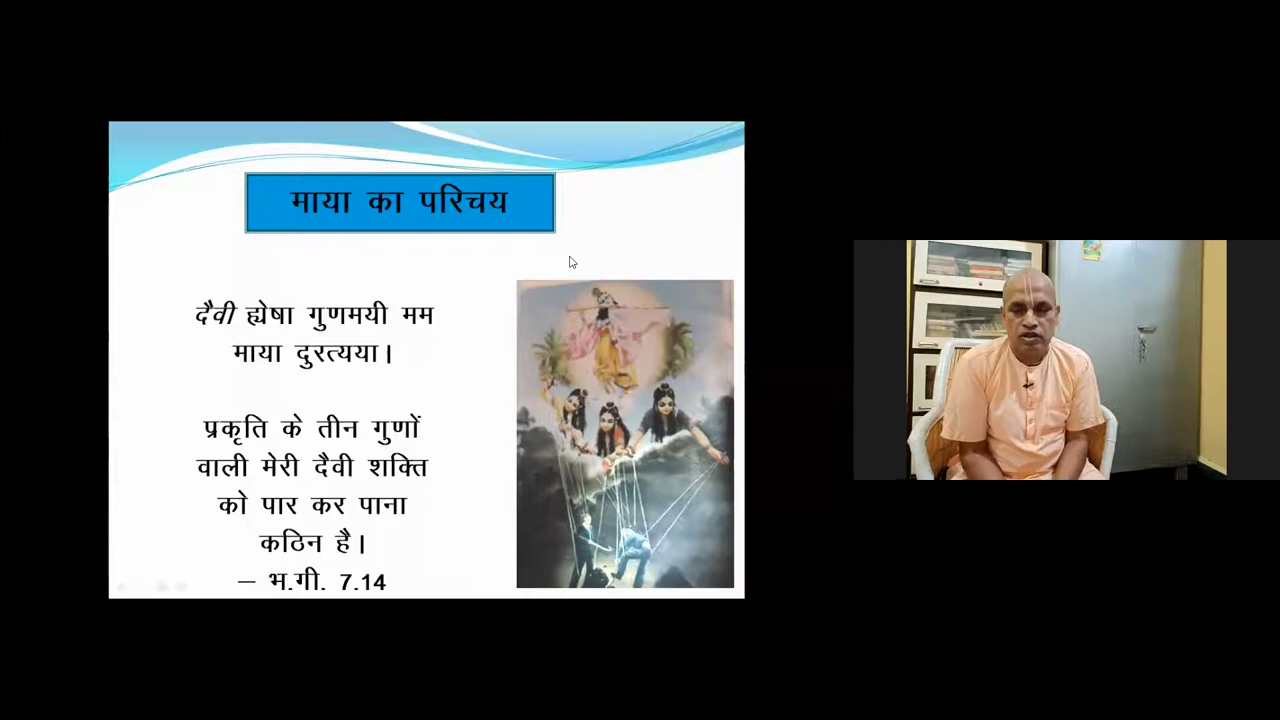 माया का परिचय
दैवी ह्येषा गुणमयी मम
माया दुरत्यया।
प्रकृति के तीन गुणों
वाली मेरी दैवी शक्ति
को पार कर पाना
कठिन है।
– भ.गी. 7.14